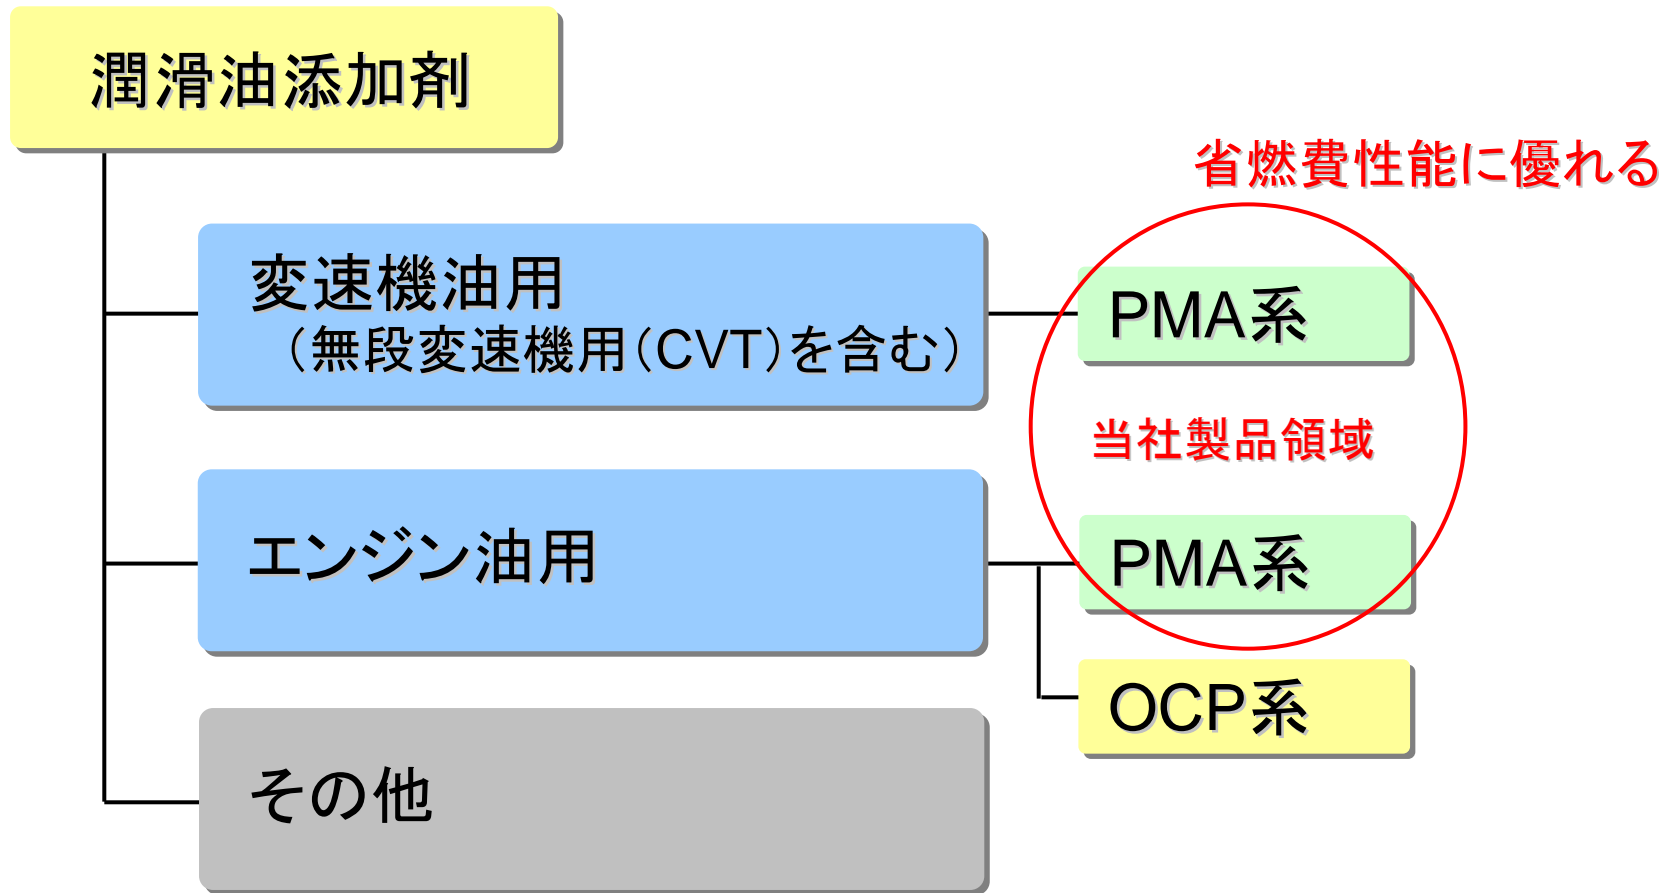 潤滑油添加剤
省燃費性能に優れる
変速機油用
（無段変速機用（CVT）を含む）
PMA系
当社製品領域
エンジン油用
PMA系
OCP系
その他